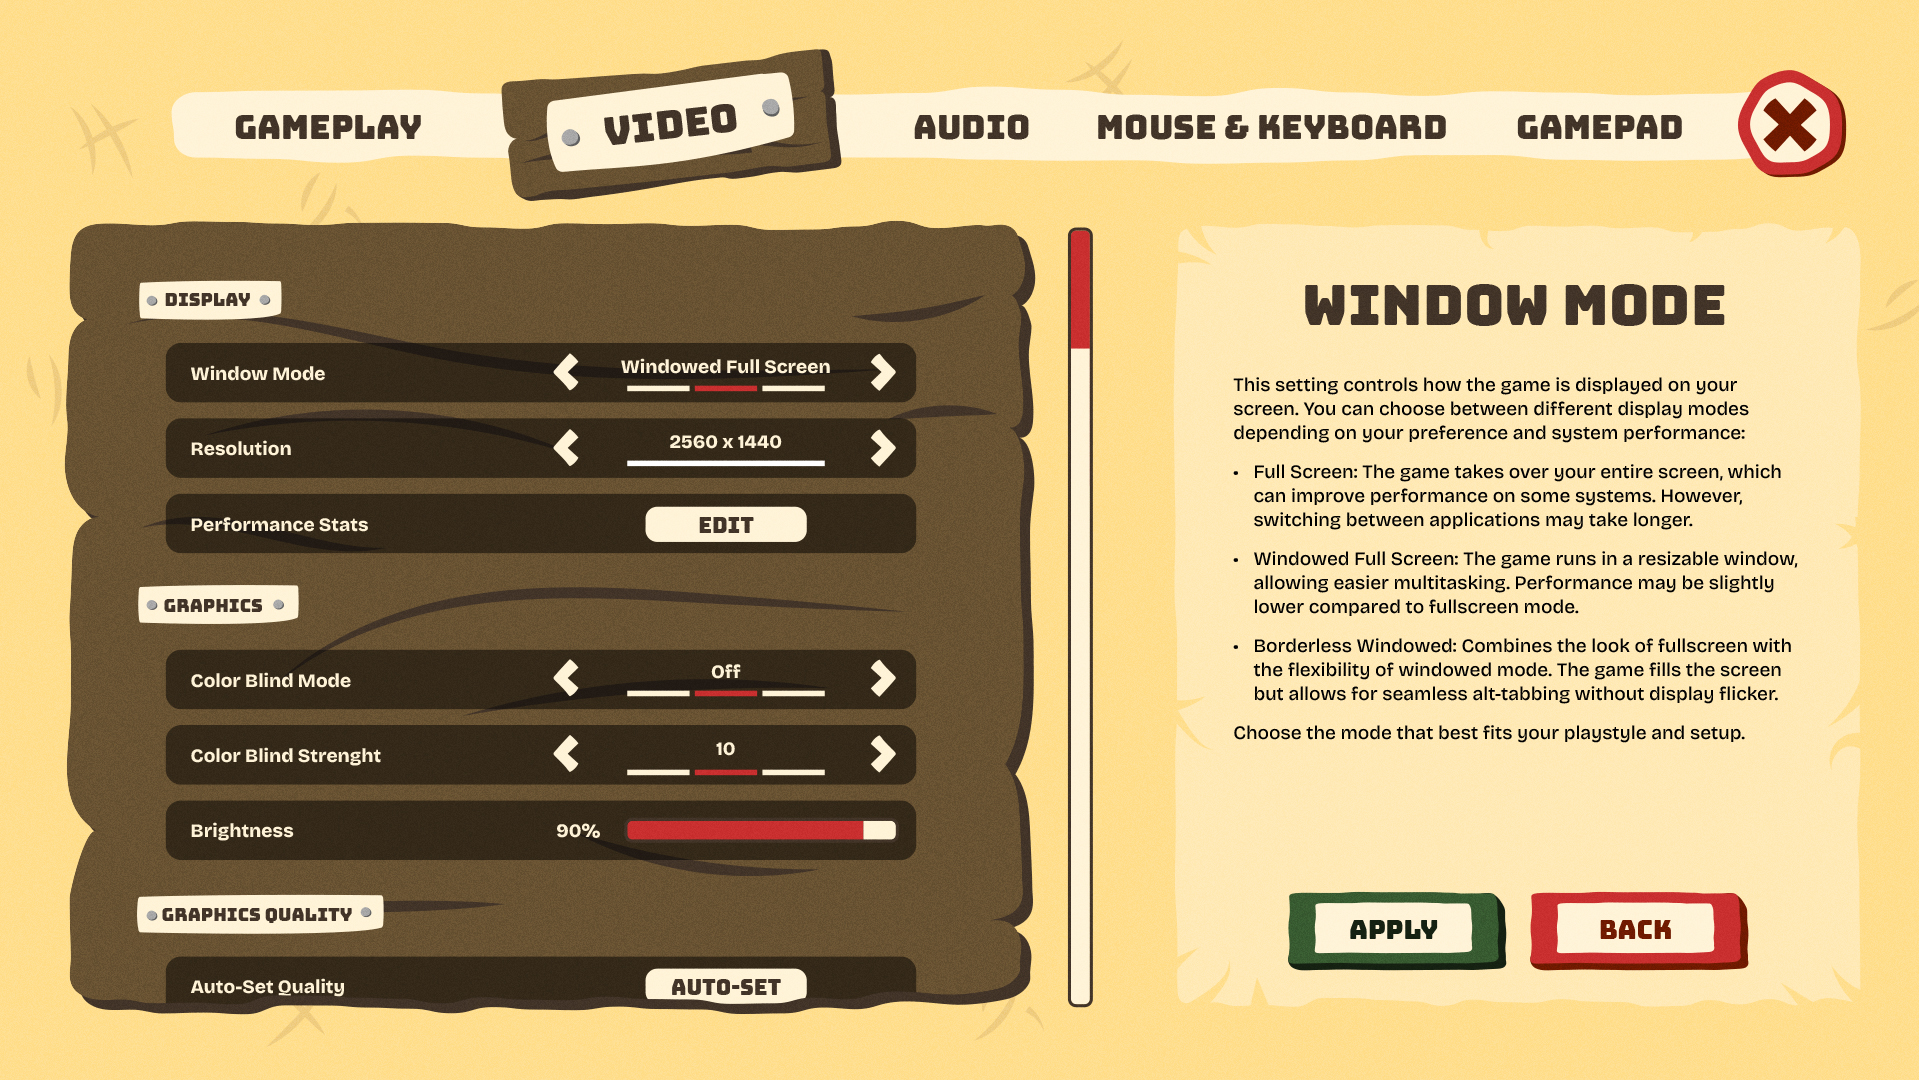 GAMEPLAY
VIDEO
AUDIO
MOUSE & KEYBOARD
GAMEPAD
DISPLAY
Window Mode
Windowed Full Screen
Resolution
2560 x 1440
Performance Stats
EDIT
GRAPHICS
Color Blind Mode
Off
Color Blind Strenght
10
Brightness
90%
GRAPHICS QUALITY
Auto-Set Quality
AUTO-SET
WINDOW MODE
This setting controls how the game is displayed on your
screen. You can choose between different display modes
depending on your preference and system performance:
• Full Screen: The game takes over your entire screen, which
can improve performance on some systems. However,
switching between applications may take longer.
• Windowed Full Screen: The game runs in a resizable window,
allowing easier multitasking. Performance may be slightly
lower compared to fullscreen mode.
• Borderless Windowed: Combines the look of fullscreen with
the flexibility of windowed mode. The game fills the screen
but allows for seamless alt-tabbing without display flicker.
Choose the mode that best fits your playstyle and setup.
APPLY
BACK